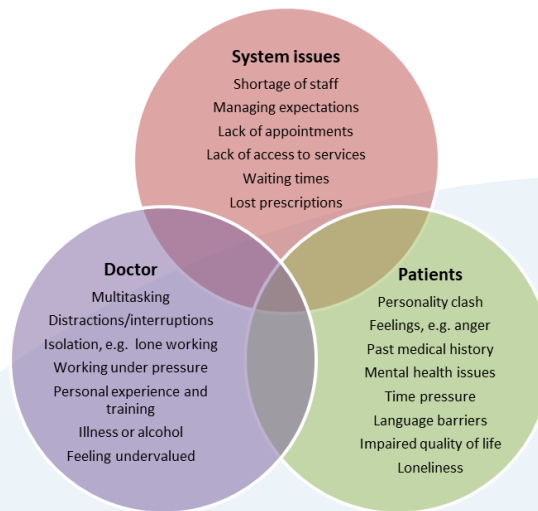 System issues
Shortage of staff
Managing expectations
Lack of appointments
Lack of access to services
Waiting times
Lost prescriptions
Doctor
Multitasking
Distractions/interruptions
Isolation, e.g. lone working
Working under pressure
Personal experience and
training
Illness or alcohol
Feeling undervalued
Patients
Personality clash
Feelings, e.g. anger
Past medical history
Mental health issues
Time pressure
Language barriers
Impaired quality of life
Loneliness